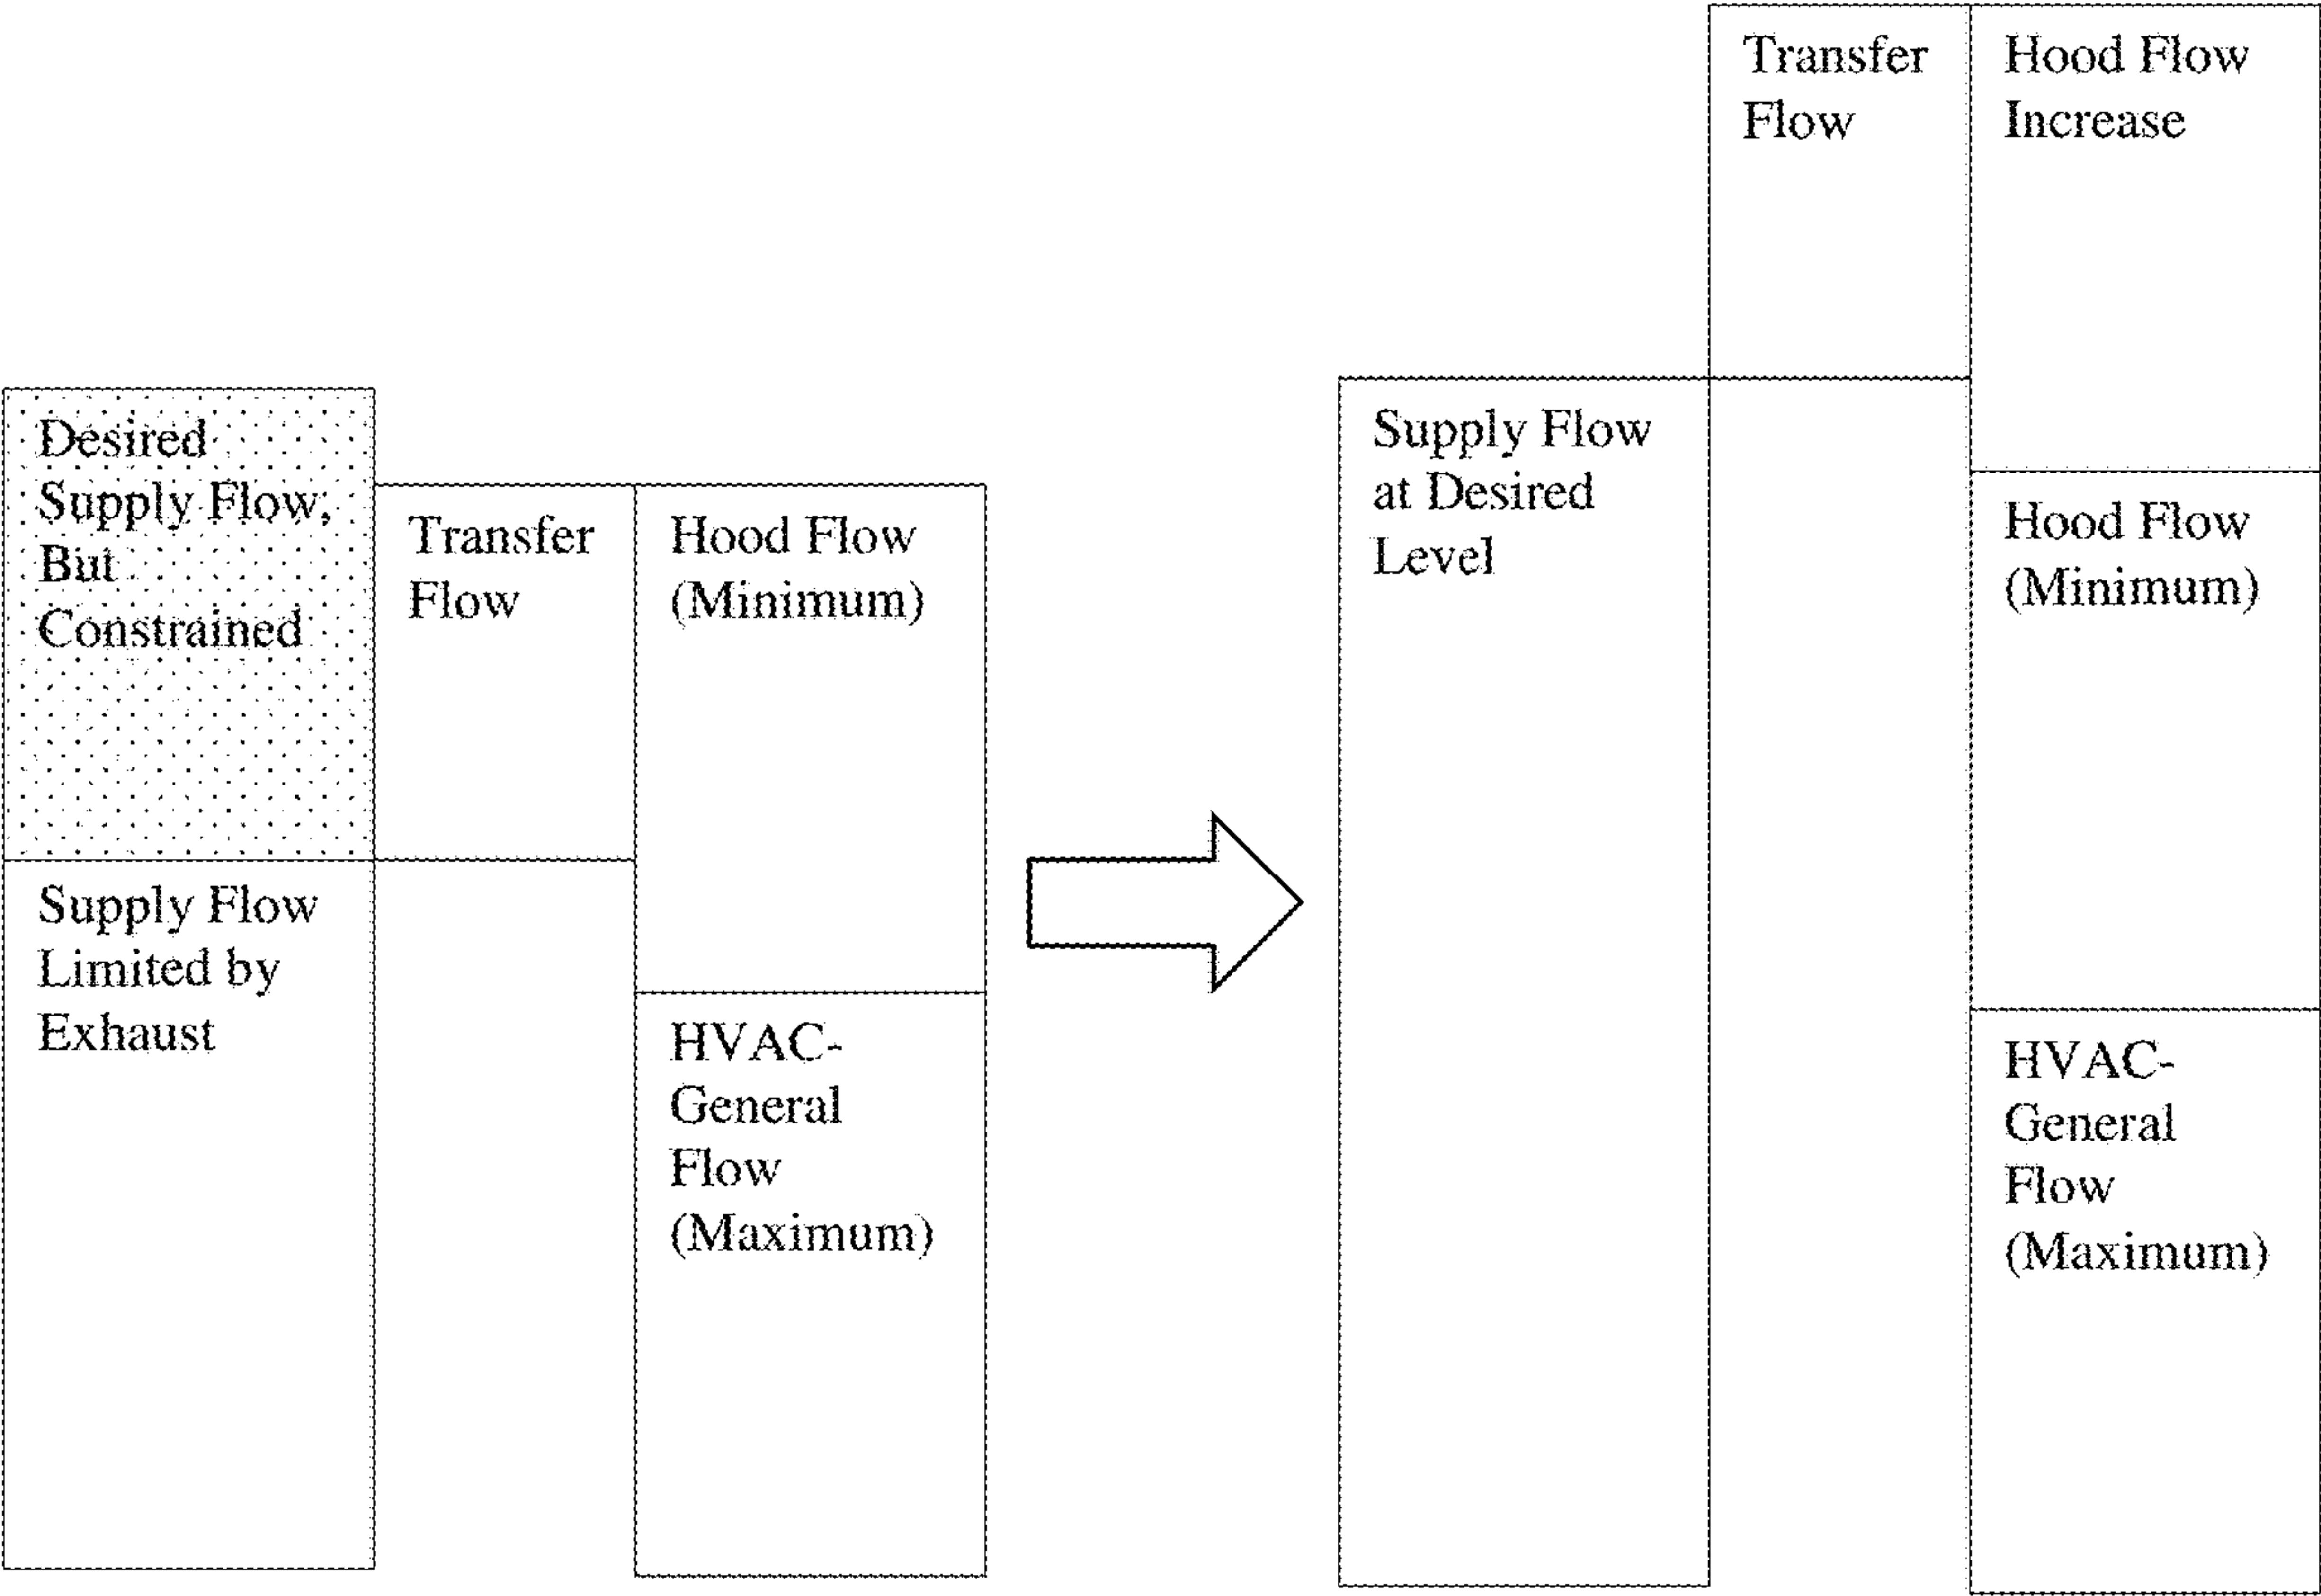 Desired
Supply Flow,
But
Constrained
Supply Flow
Limited by
Exhaust
Transfer
Flow
Hood Flow
(Minimum)
HVAC-
General
Flow
(Maximum)
Supply Flow
at Desired
Level
Transfer
Flow
Hood Flow
Increase
Hood Flow
(Minimum)
HVAC-
General
Flow
(Maximum)